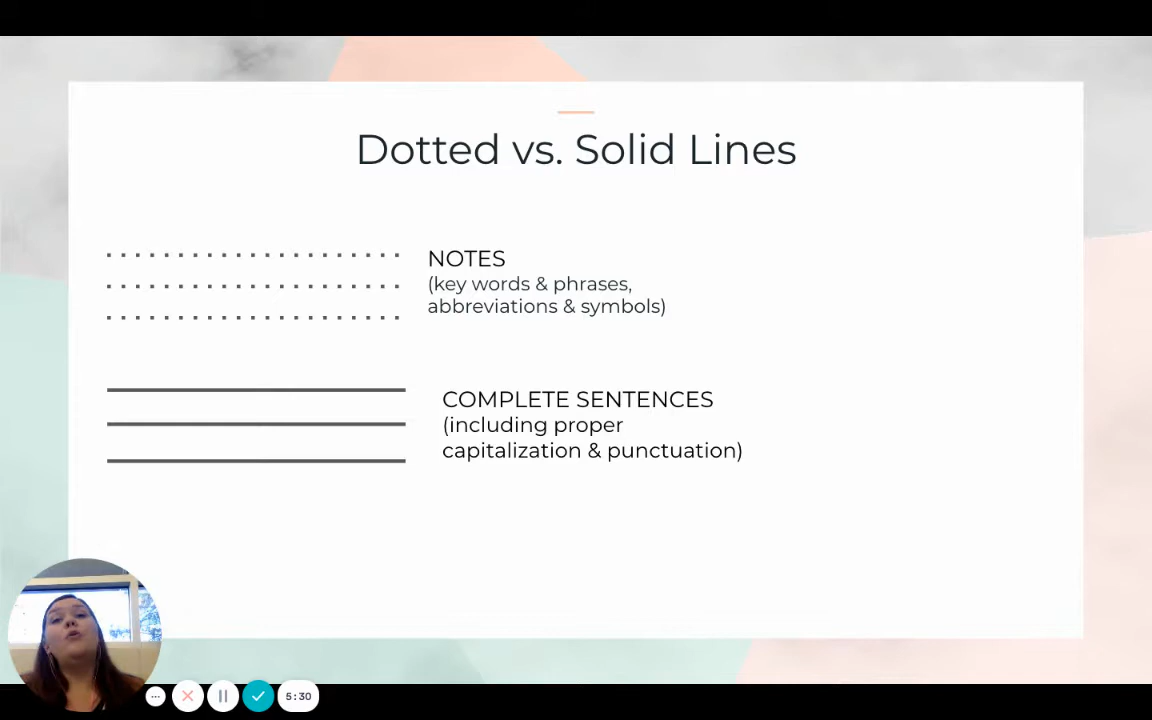 Dotted vs. Solid Lines
NOTES
(key words & phrases,
abbreviations & symbols)
COMPLETE SENTENCES
(including proper
capitalization & punctuation)
5:30